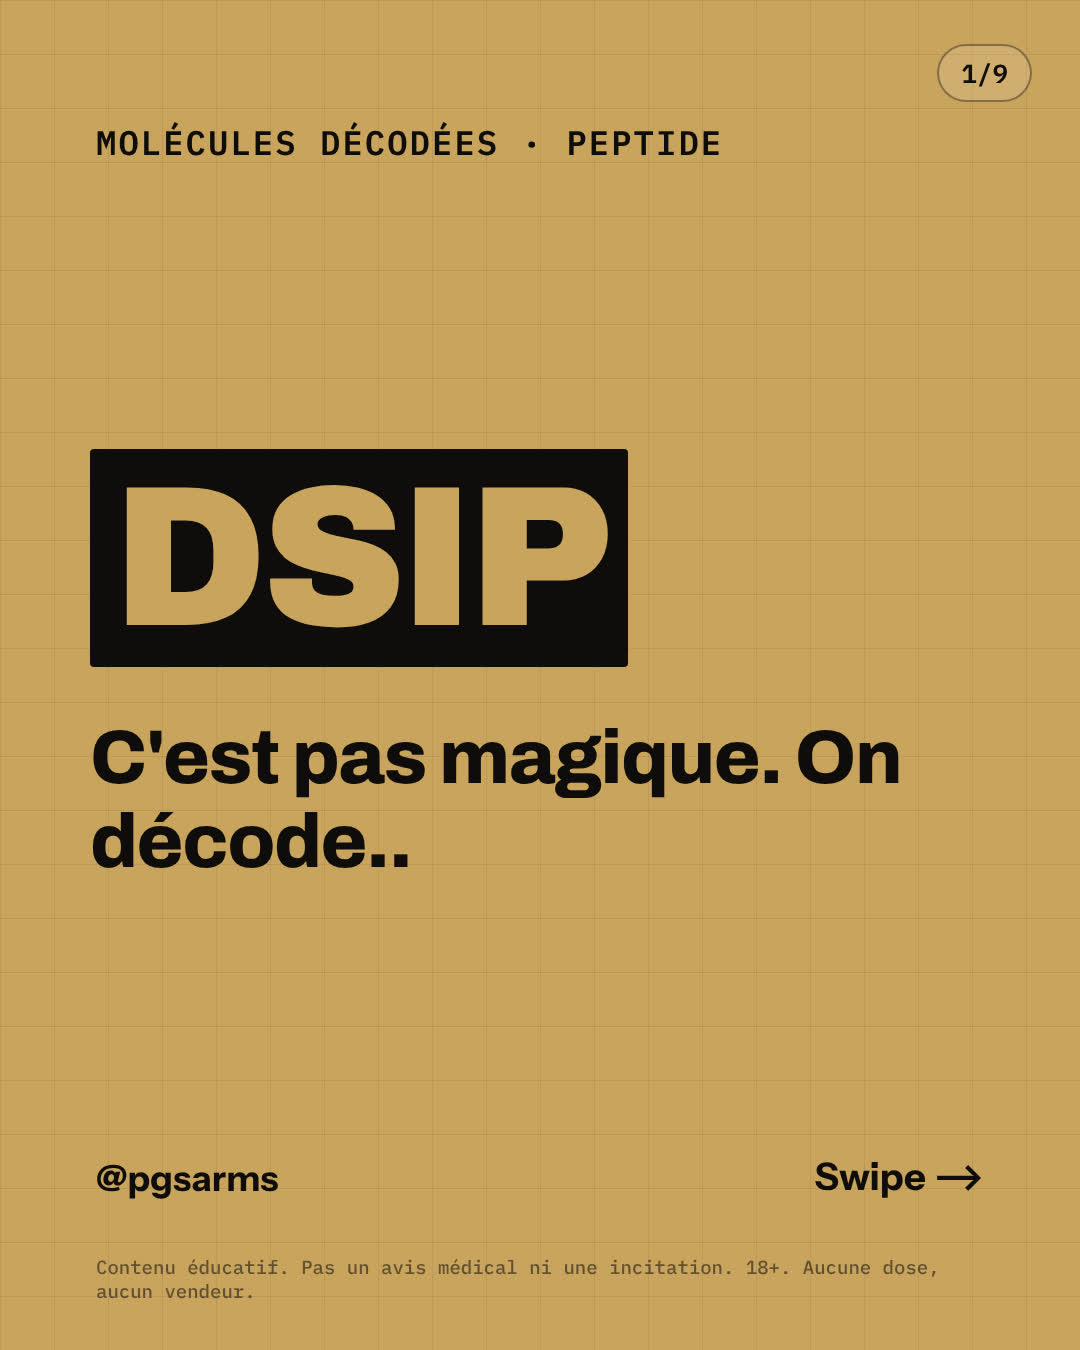 1/9
MOLÉCULES DÉCODÉES · PEPTIDE
DSIP
C'est pas magique. On
décode..
@pgsarms
Swipe →
Contenu éducatif. Pas un avis médical ni une incitation. 18+. Aucune dose,
aucun vendeur.